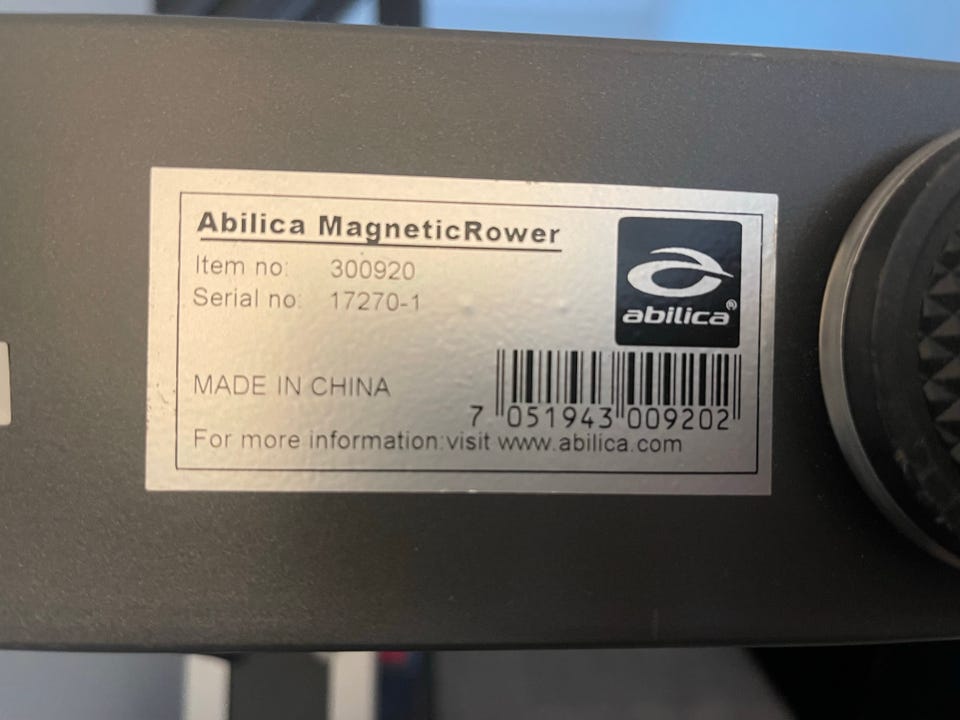 Abilica MagneticRower
Item no: 300920
Serial no: 17270-1
abilica®
MADE IN CHINA
7 051943 009202
For more information:visit www.abilica.com